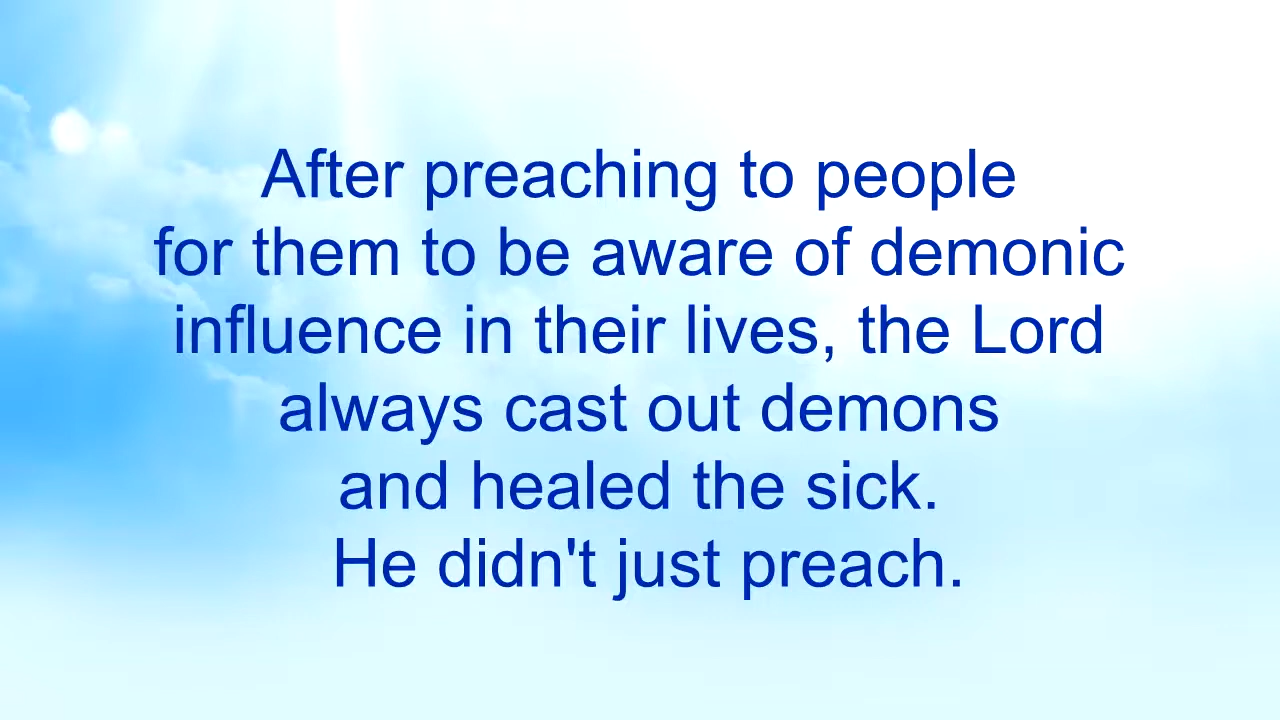 After preaching to people
for them to be aware of demonic
influence in their lives, the Lord
always cast out demons
and healed the sick.
He didn't just preach.